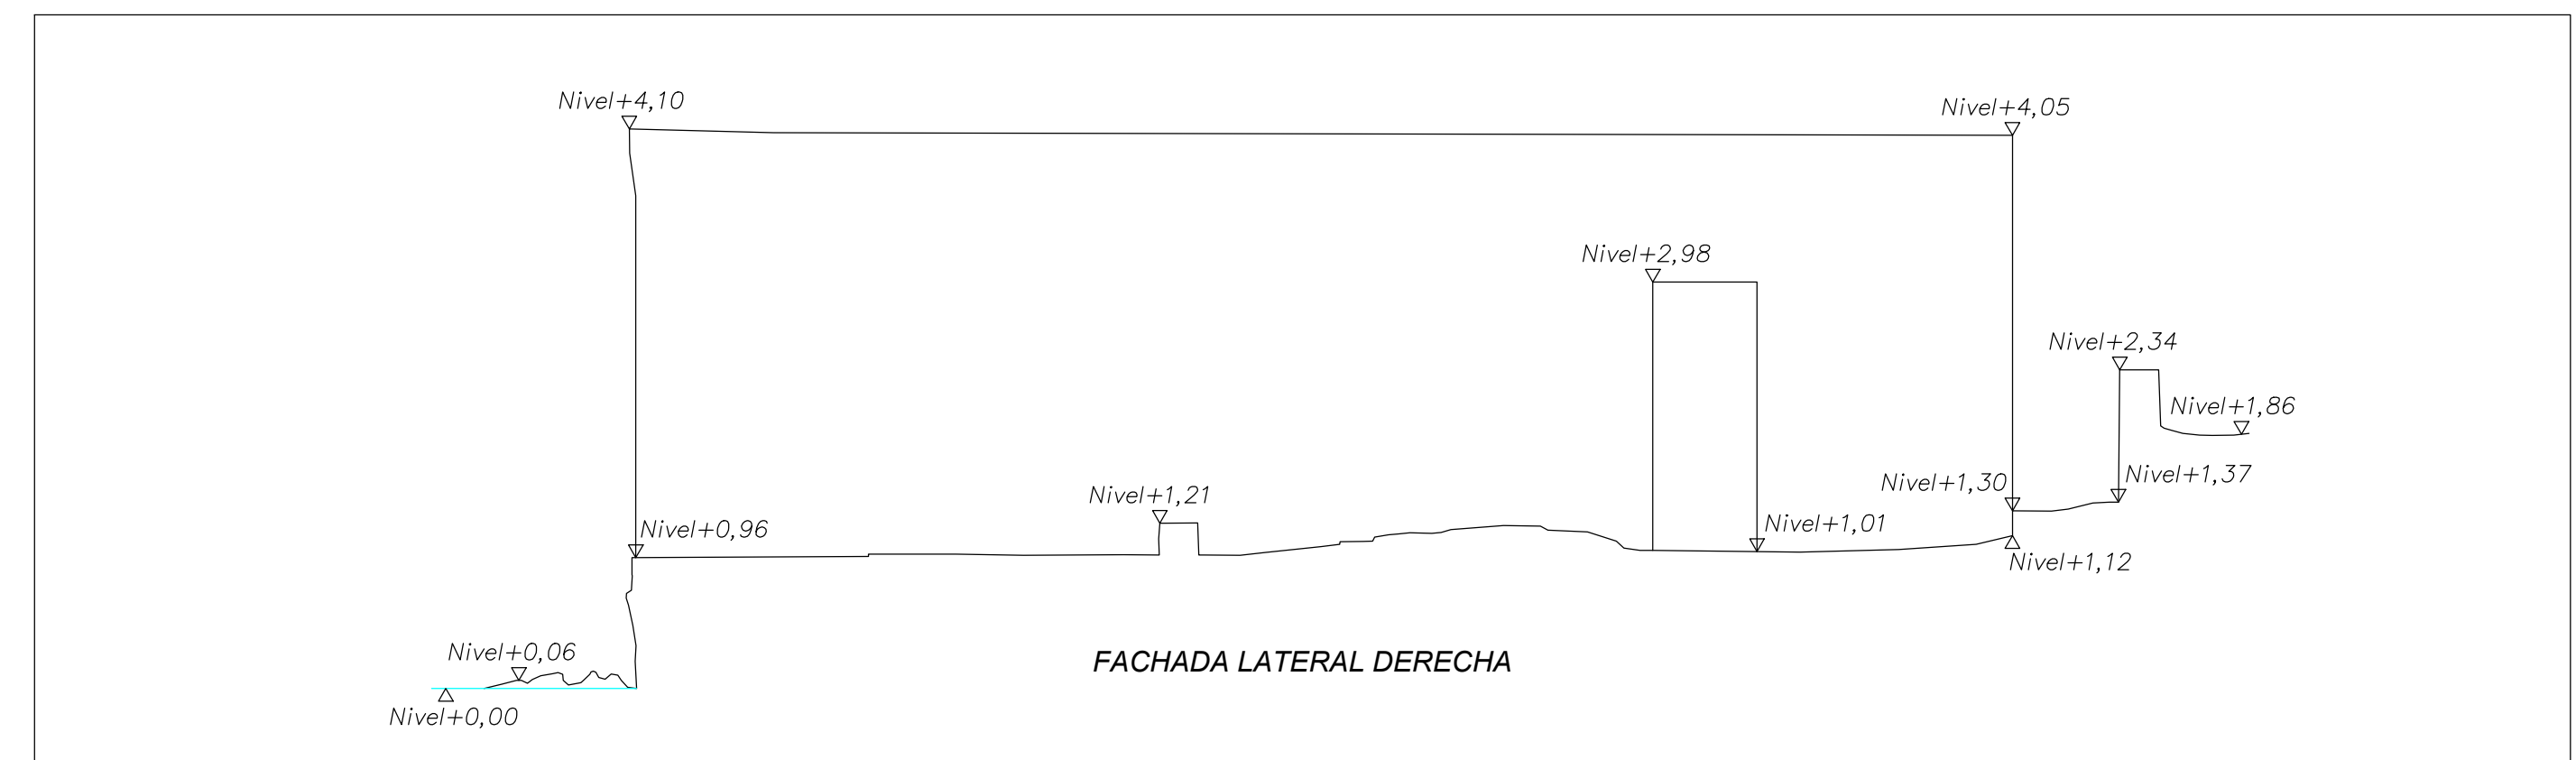 Nivel+4,10
Nivel+4,05
Nivel+2,98
Nivel+2,34
Nivel+1,86
Nivel+1,37
Nivel+1,30
Nivel+1,21
Nivel+0,96
Nivel+1,01
Nivel+1,12
Nivel+0,06
FACHADA LATERAL DERECHA
Nivel+0,00